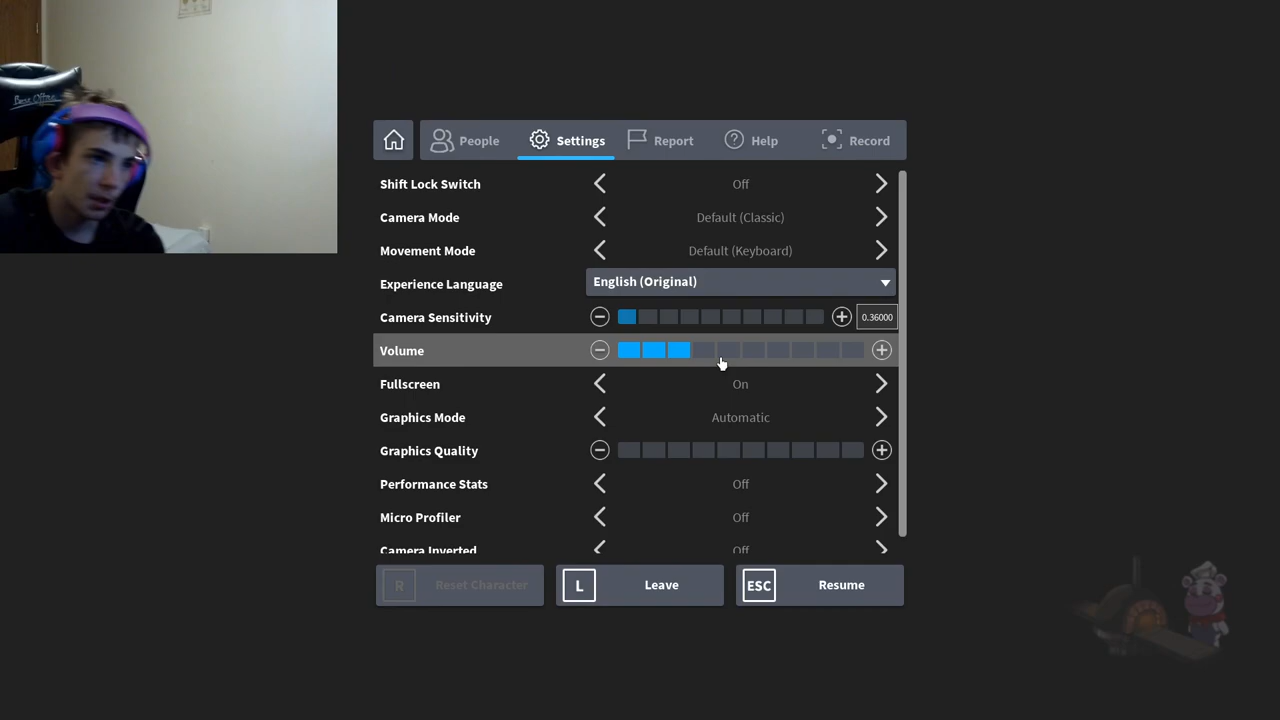 People
Settings
Report
Help
Record
Shift Lock Switch
Off
Camera Mode
Default (Classic)
Movement Mode
Default (Keyboard)
Experience Language
English (Original)
Camera Sensitivity
0.36000
Volume
Fullscreen
On
Graphics Mode
Automatic
Graphics Quality
Performance Stats
Off
Micro Profiler
Off
Camera Inverted
Off
R Reset Character
L Leave
ESC Resume